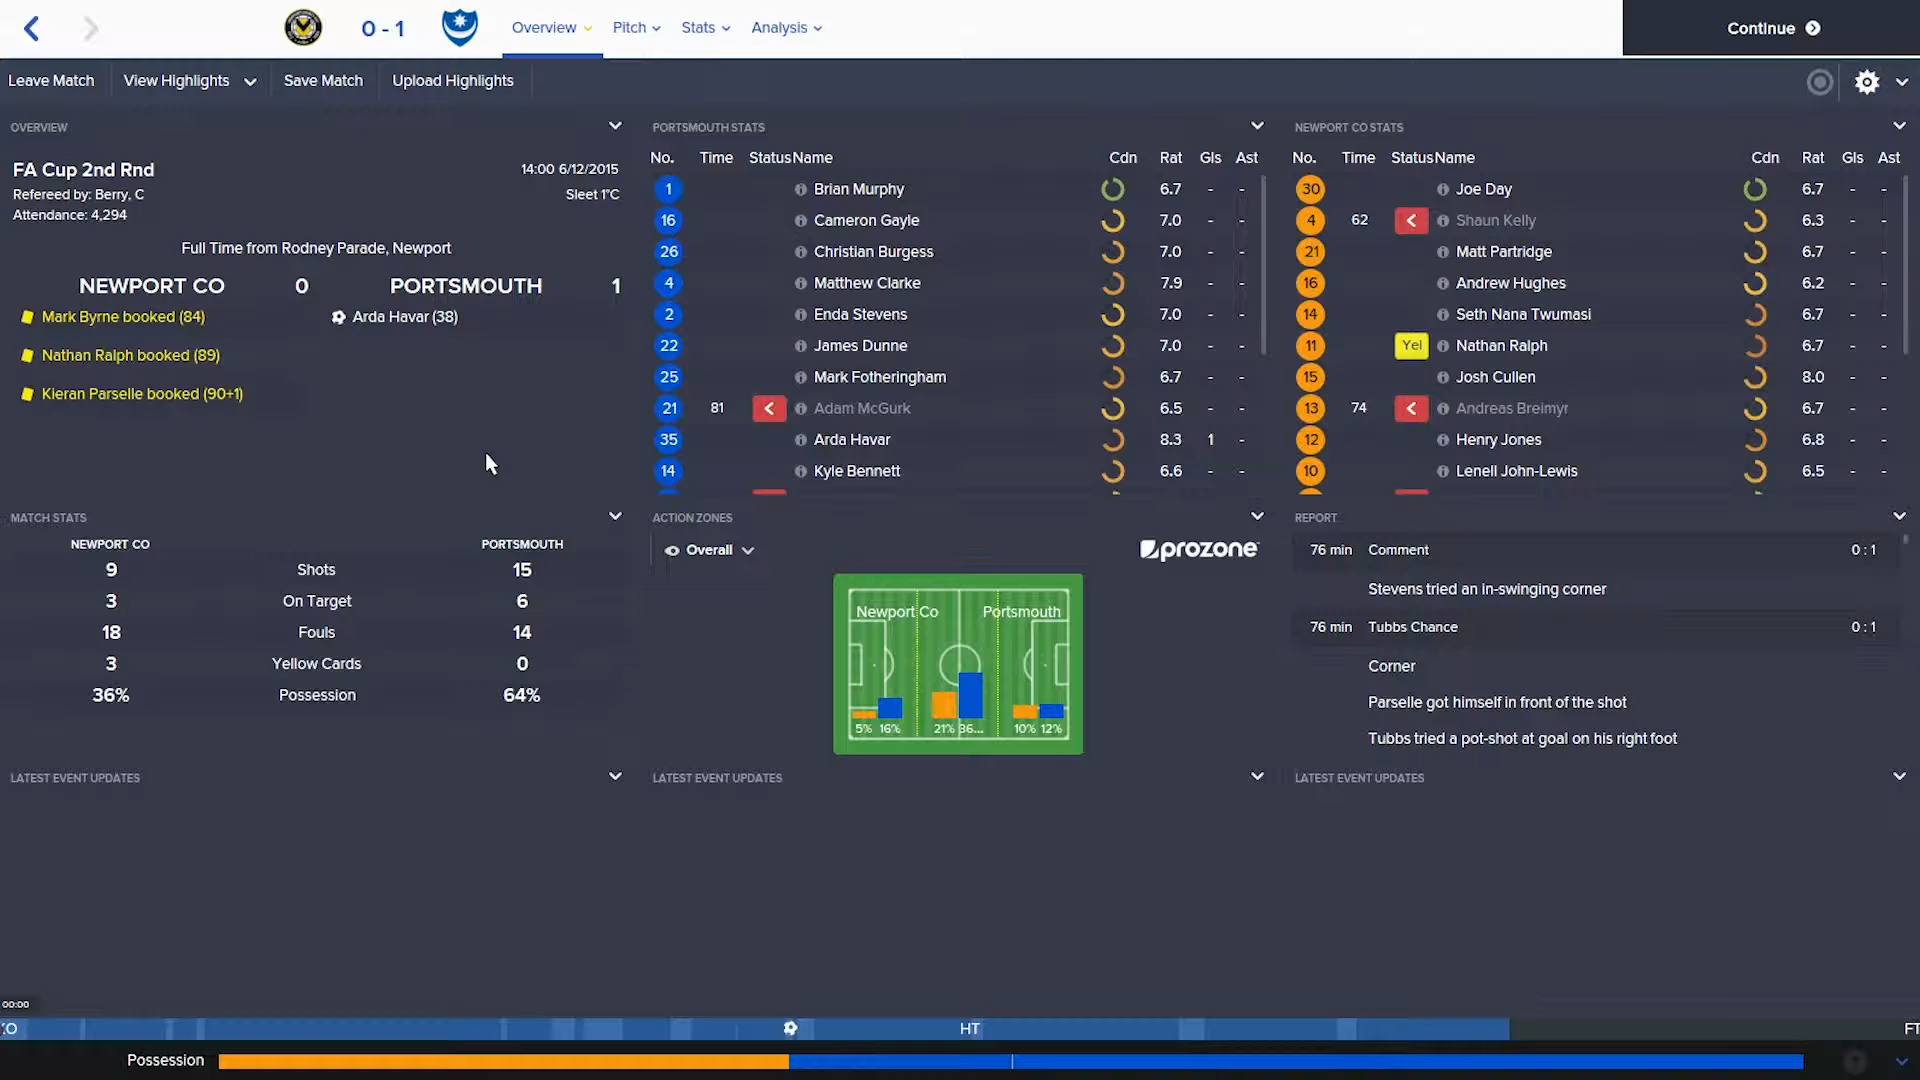 0 - 1
Overview
Pitch
Stats
Analysis
Continue
Leave Match
View Highlights
Save Match
Upload Highlights
OVERVIEW
FA Cup 2nd Rnd
14:00 6/12/2015
Refereed by: Berry, C
Sleet 1°C
Attendance: 4,294
Full Time from Rodney Parade, Newport
NEWPORT CO 0 PORTSMOUTH 1
Mark Byrne booked (84)
Arda Havar (38)
Nathan Ralph booked (89)
Kieran Parselle booked (90+1)
PORTSMOUTH STATS
No. Time Status Name Cdn Rat Gls Ast
1 Brian Murphy 6.7 - -
16 Cameron Gayle 7.0 - -
26 Christian Burgess 7.0 - -
4 Matthew Clarke 7.9 - -
2 Enda Stevens 7.0 - -
22 James Dunne 7.0 - -
25 Mark Fotheringham 6.7 - -
21 81 Adam McGurk 6.5 - -
35 Arda Havar 8.3 1 -
14 Kyle Bennett 6.6 - -
NEWPORT CO STATS
No. Time Status Name Cdn Rat Gls Ast
30 Joe Day 6.7 - -
4 62 Shaun Kelly 6.3 - -
21 Matt Partridge 6.7 - -
16 Andrew Hughes 6.2 - -
14 Seth Nana Twumasi 6.7 - -
11 Yel Nathan Ralph 6.7 - -
15 Josh Cullen 8.0 - -
13 74 Andreas Breimyr 6.7 - -
12 Henry Jones 6.8 - -
10 Lenell John-Lewis 6.5 - -
MATCH STATS
NEWPORT CO PORTSMOUTH
9 Shots 15
3 On Target 6
18 Fouls 14
3 Yellow Cards 0
36% Possession 64%
ACTION ZONES
Overall
prozone
Newport Co Portsmouth
5% 16% 21% 36... 10% 12%
REPORT
76 min Comment 0 : 1
Stevens tried an in-swinging corner
76 min Tubbs Chance 0 : 1
Corner
Parselle got himself in front of the shot
Tubbs tried a pot-shot at goal on his right foot
LATEST EVENT UPDATES
LATEST EVENT UPDATES
LATEST EVENT UPDATES
00:00
KO HT FT
Possession